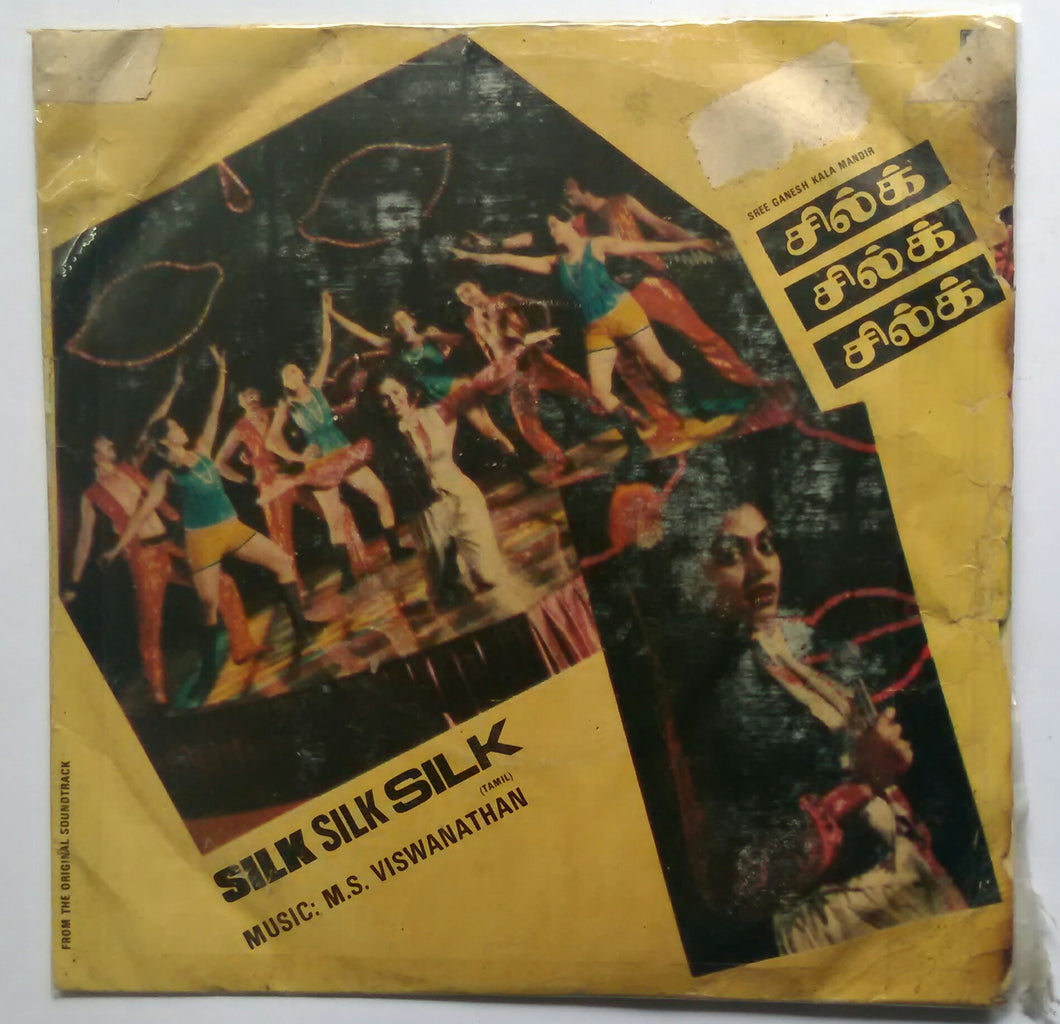 SREE GANESH KALA MANDIR
சில்க்
சில்க்
சில்க்
SILK SILK SILK
(TAMIL)
MUSIC: M.S. VISWANATHAN
FROM THE ORIGINAL SOUNDTRACK